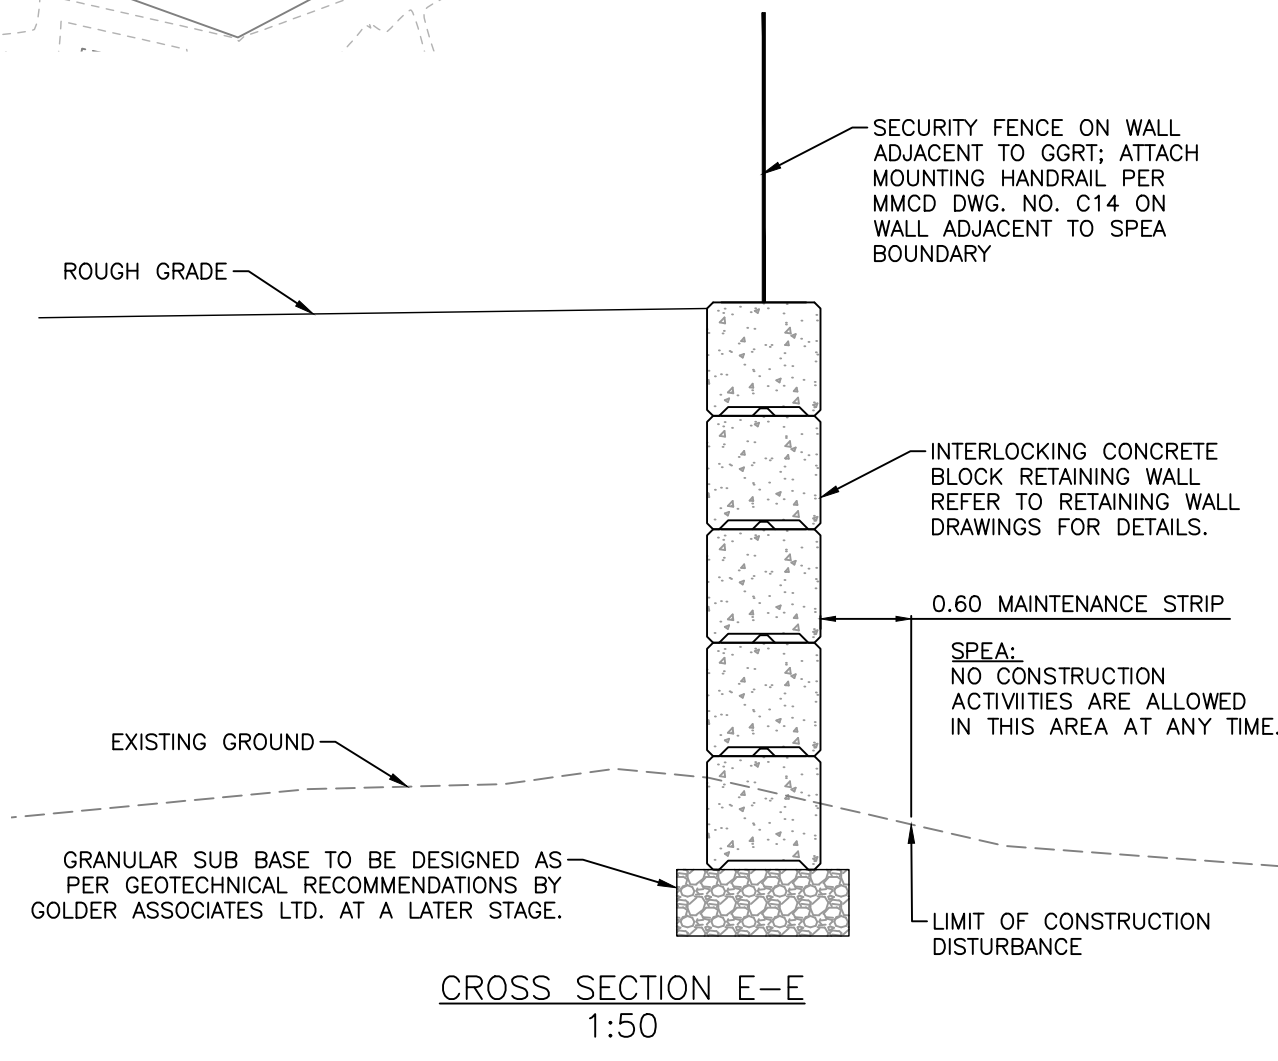 SECURITY FENCE ON WALL
ADJACENT TO GGRT; ATTACH
MOUNTING HANDRAIL PER
MMCD DWG. NO. C14 ON
WALL ADJACENT TO SPEA
BOUNDARY
ROUGH GRADE
INTERLOCKING CONCRETE
BLOCK RETAINING WALL
REFER TO RETAINING WALL
DRAWINGS FOR DETAILS.
0.60 MAINTENANCE STRIP
SPEA:
NO CONSTRUCTION
ACTIVIITIES ARE ALLOWED
IN THIS AREA AT ANY TIME.
EXISTING GROUND
GRANULAR SUB BASE TO BE DESIGNED AS
PER GEOTECHNICAL RECOMMENDATIONS BY
GOLDER ASSOCIATES LTD. AT A LATER STAGE.
LIMIT OF CONSTRUCTION
DISTURBANCE
CROSS SECTION E–E
1:50